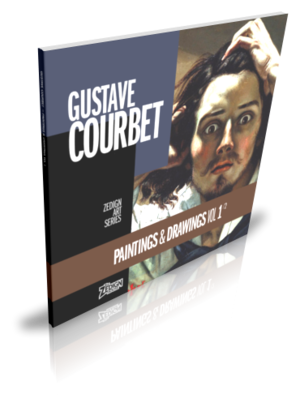 GUSTAVE
COURBET
ZEDIGN
ART
SERIES
PAINTINGS & DRAWINGS VOL 1
ZEDIGN